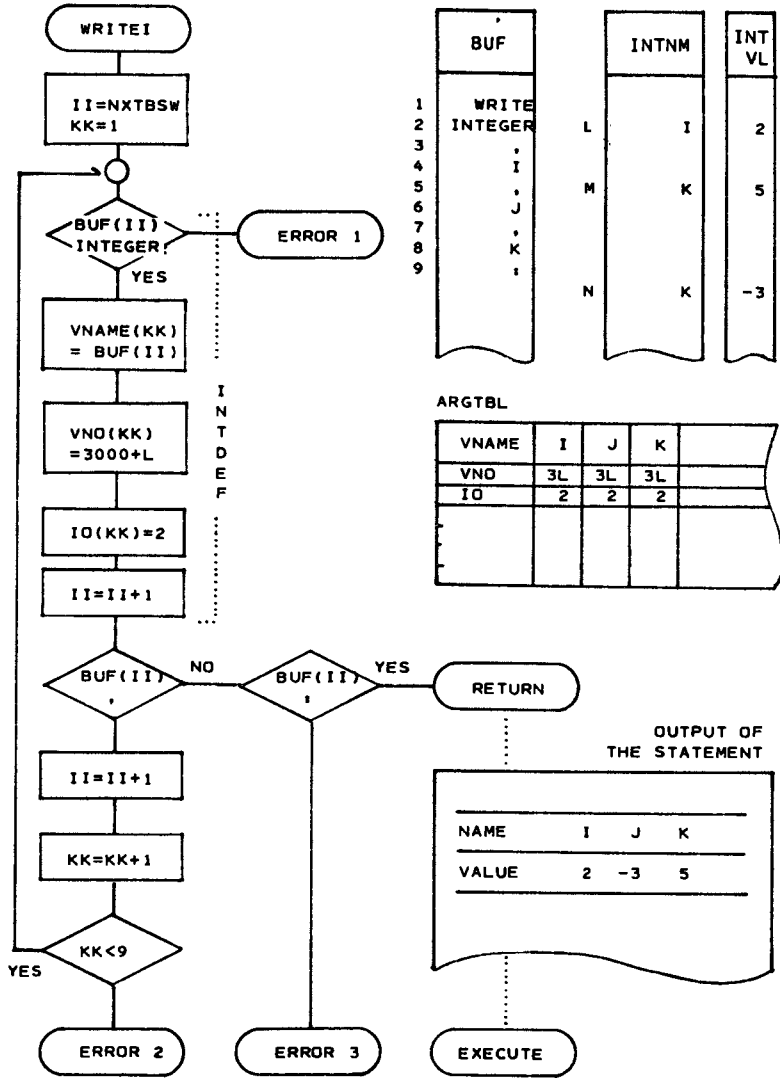 WRITEI
II=NXTBSW
KK=1
BUF(II)
INTEGER
ERROR 1
YES
VNAME(KK)
= BUF(II)
VNO(KK)
=3000+L
IO(KK)=2
II=II+1
INTDEF
BUF(II)
,
NO
BUF(II)
:
YES
RETURN
II=II+1
KK=KK+1
KK<9
YES
ERROR 2
ERROR 3
EXECUTE
BUF
INTNM
INT
VL
1 WRITE
2 INTEGER L I 2
3 ,
4 I
5 , M K 5
6 J
7 ,
8 K
9 :
N K -3
ARGTBL
VNAME I J K
VNO 3L 3L 3L
IO 2 2 2
OUTPUT OF
THE STATEMENT
NAME I J K
VALUE 2 -3 5